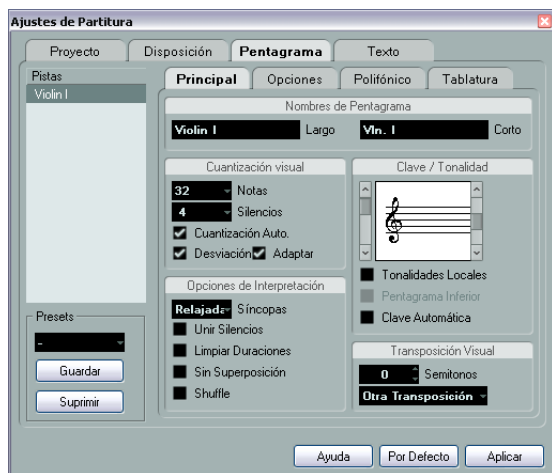 Ajustes de Partitura
Proyecto Disposición Pentagrama Texto
Pistas
Violin I
Principal Opciones Polifónico Tablatura
Nombres de Pentagrama
Violin I Largo Vln. I Corto
Cuantización visual
32 Notas
4 Silencios
Cuantización Auto.
Desviación Adaptar
Clave / Tonalidad
Tonalidades Locales
Pentagrama Inferior
Clave Automática
Opciones de Interpretación
Relajada Síncopas
Unir Silencios
Limpiar Duraciones
Sin Superposición
Shuffle
Transposición Visual
0 Semitonos
Otra Transposición
Presets
-
Guardar
Suprimir
Ayuda Por Defecto Aplicar